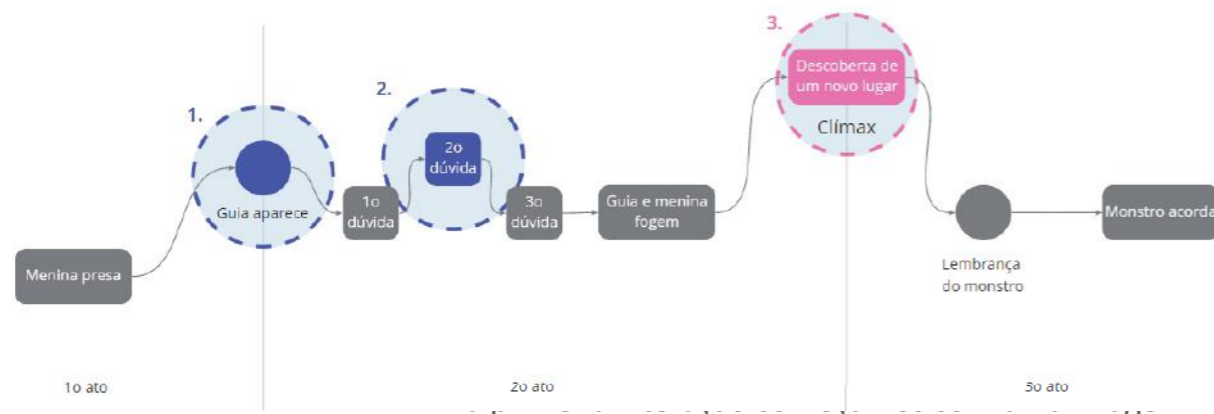 1.
Guia aparece
Menina presa
1o
dúvida
2.
2o
dúvida
3o
dúvida
Guia e menina
fogem
3.
Descoberta de
um novo lugar
Clímax
Lembrança
do monstro
Monstro acorda
1o ato
2o ato
3o ato